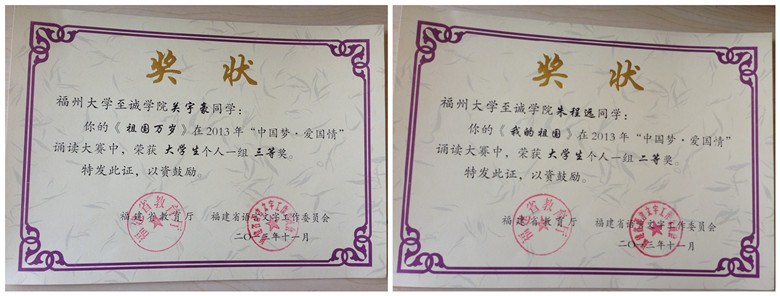 奖状
福州大学至诚学院关宇豪同学：
你的《祖国万岁》在2013年“中国梦·爱国情”
诵读大赛中，荣获 大学生个人一组 三等奖。
特发此证，以资鼓励。
福建省教育厅 福建省语言文字工作委员会
二〇一三年十一月
奖状
福州大学至诚学院朱程远同学：
你的《我的祖国》在2013年“中国梦·爱国情”
诵读大赛中，荣获 大学生个人一组 二等奖。
特发此证，以资鼓励。
福建省教育厅 福建省语言文字工作委员会
二〇一三年十一月